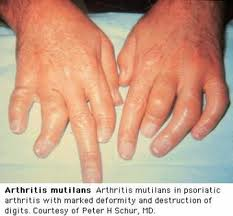 Arthritis mutilans Arthritis mutilans in psoriatic
arthritis with marked deformity and destruction of
digits. Courtesy of Peter H Schur, MD.